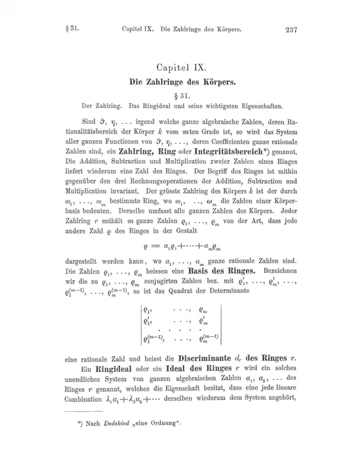 § 31. Capitel IX. Die Zahlringe des Körpers. 237
Capitel IX.
Die Zahlringe des Körpers.
§ 31.
Der Zahlring. Das Ringideal und seine wichtigsten Eigenschaften.
Sind ϑ, η, . . . irgend welche ganze algebraische Zahlen, deren Ra-
tionalitätsbereich der Körper k vom mten Grade ist, so wird das System
aller ganzen Functionen von ϑ, η, . . ., deren Coefficienten ganze rationale
Zahlen sind, ein Zahlring, Ring oder Integritätsbereich*) genannt.
Die Addition, Subtraction und Multiplication zweier Zahlen eines Ringes
liefert wiederum eine Zahl des Ringes. Der Begriff des Ringes ist mithin
gegenüber den drei Rechnungsoperationen der Addition, Subtraction und
Multiplication invariant. Der grösste Zahlring des Körpers k ist der durch
ω₁, . . ., ωₘ bestimmte Ring, wo ω₁, . ., ωₘ die Zahlen einer Körper-
basis bedeuten. Derselbe umfasst alle ganzen Zahlen des Körpers. Jeder
Zahlring r enthält m ganze Zahlen ϱ₁, . . ., ϱₘ von der Art, dass jede
andere Zahl ϱ des Ringes in der Gestalt
ϱ = a₁ϱ₁+·····+aₘϱₘ
dargestellt werden kann, wo a₁, . . ., aₘ ganze rationale Zahlen sind.
Die Zahlen ϱ₁, . . ., ϱₘ heissen eine Basis des Ringes. Bezeichnen
wir die zu ϱ₁, . . ., ϱₘ conjugirten Zahlen bez. mit ϱ′₁, . . ., ϱ′ₘ, . . .,
ϱ₁⁽ᵐ⁻¹⁾, . . ., ϱₘ⁽ᵐ⁻¹⁾, so ist das Quadrat der Determinante
| ϱ₁, . . ., ϱₘ |
| ϱ′₁, . . ., ϱ′ₘ |
| . . . . . . |
| ϱ₁⁽ᵐ⁻¹⁾, . . ., ϱₘ⁽ᵐ⁻¹⁾ |
eine rationale Zahl und heisst die Discriminante dᵣ des Ringes r.
Ein Ringideal oder ein Ideal des Ringes r wird ein solches
unendliches System von ganzen algebraischen Zahlen α₁, α₂, . . . des
Ringes r genannt, welches die Eigenschaft besitzt, dass eine jede lineare
Combination λ₁α₁+λ₂α₂+··· derselben wiederum dem System angehört,
*) Nach Dedekind „eine Ordnung“.